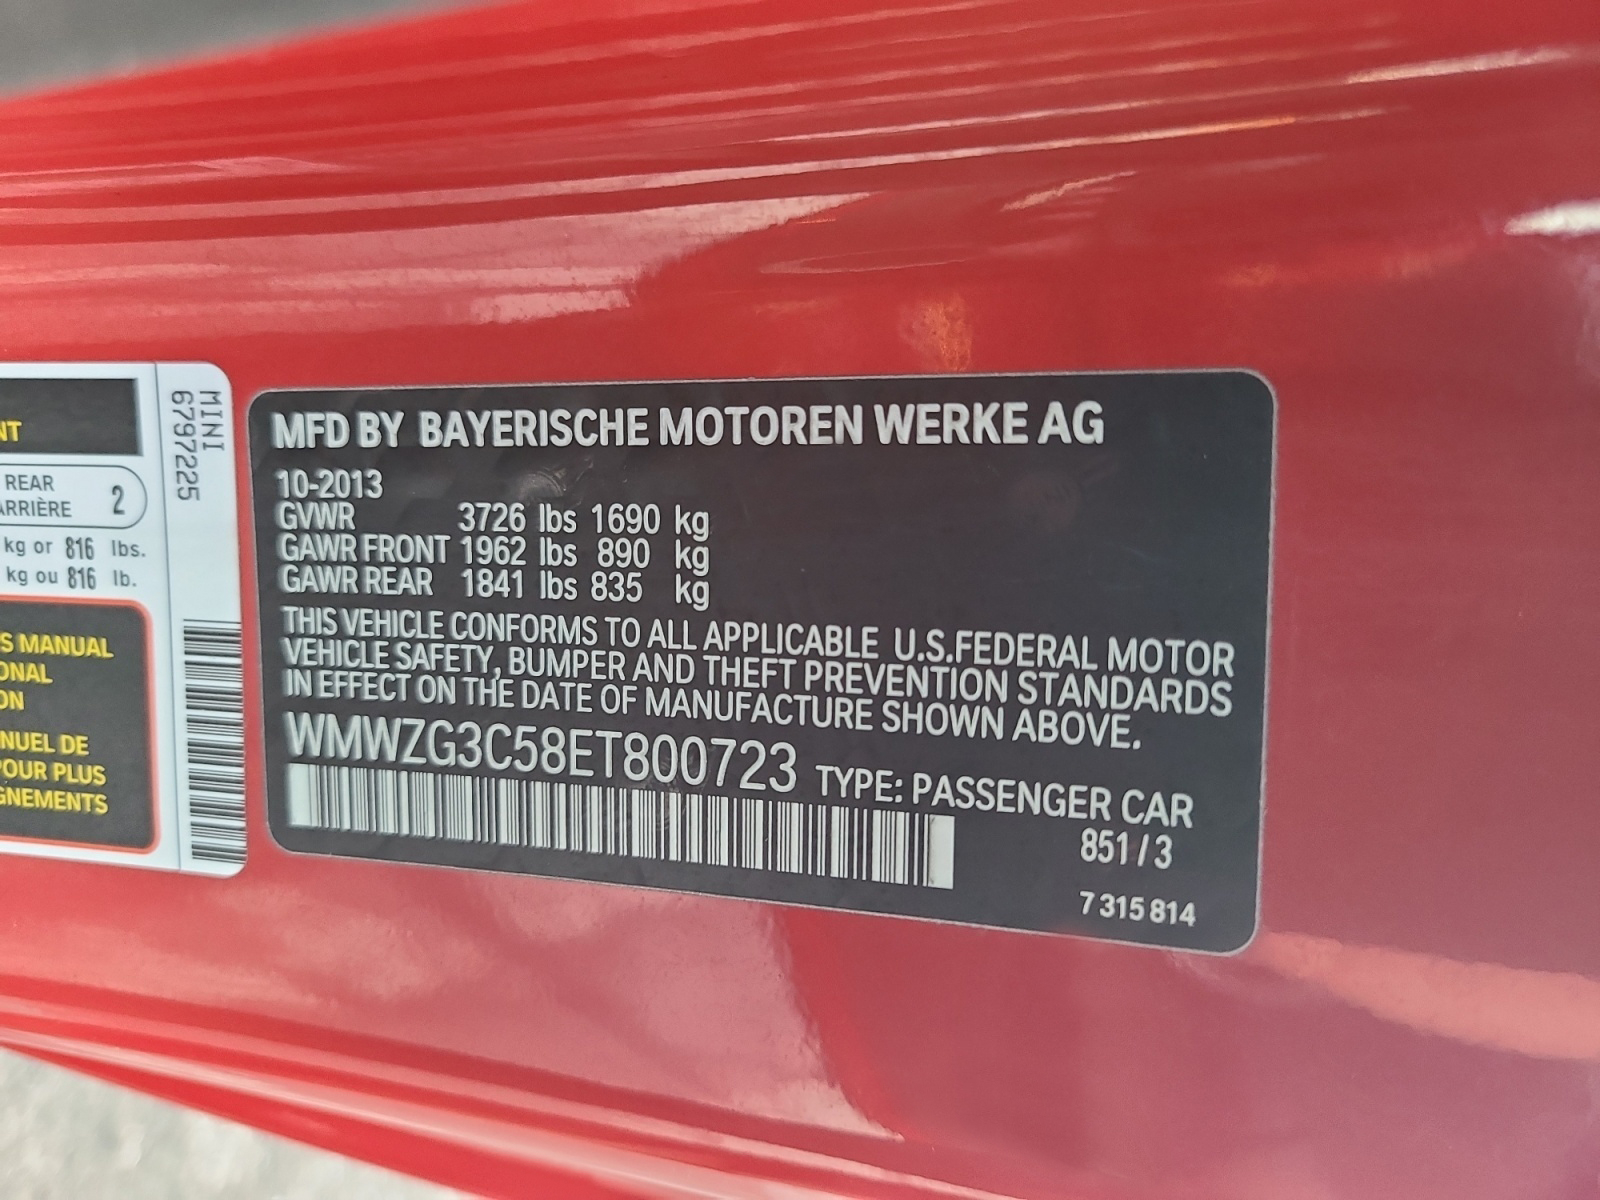 NT
REAR
ARRIÈRE 2
kg or 816 lbs.
kg ou 816 lb.
S MANUAL
ONAL
ON
NUEL DE
POUR PLUS
GNEMENTS
MINI
6797225
MFD BY BAYERISCHE MOTOREN WERKE AG
10-2013
GVWR 3726 lbs 1690 kg
GAWR FRONT 1962 lbs 890 kg
GAWR REAR 1841 lbs 835 kg
THIS VEHICLE CONFORMS TO ALL APPLICABLE U.S.FEDERAL MOTOR
VEHICLE SAFETY, BUMPER AND THEFT PREVENTION STANDARDS
IN EFFECT ON THE DATE OF MANUFACTURE SHOWN ABOVE.
WMWZG3C58ET800723 TYPE: PASSENGER CAR
851/3
7 315 814